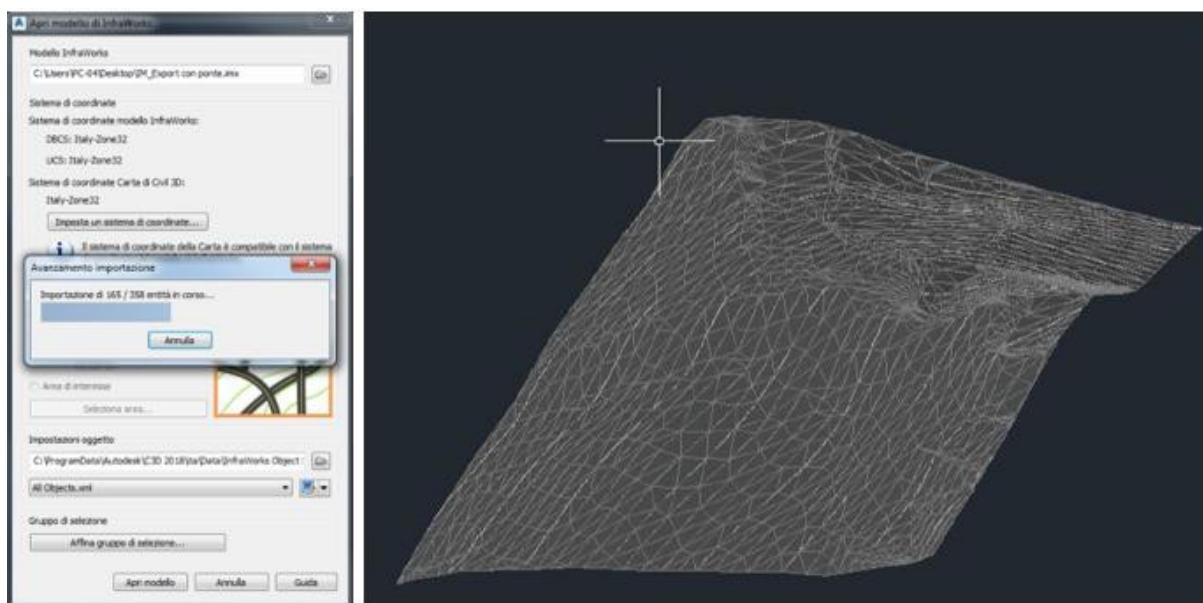 Apri modello di InfraWorks
Modello InfraWorks
C:\Users\PC-04\Desktop\IM_Export con ponte.imx
Sistema di coordinate
Sistema di coordinate modello InfraWorks:
DBCS: Italy-Zone32
UCS: Italy-Zone32
Sistema di coordinate Carta di Civil 3D:
Italy-Zone32
Imposta un sistema di coordinate...
Il sistema di coordinate della Carta è compatibile con il sistema
Avanzamento importazione
Importazione di 165 / 358 entità in corso...
Annulla
Area di interesse
Seleziona area...
Impostazioni oggetto
C:\ProgramData\Autodesk\C3D 2018\ita\Data\InfraWorks Object
All Objects.xml
Gruppo di selezione
Affina gruppo di selezione...
Apri modello Annulla Guida